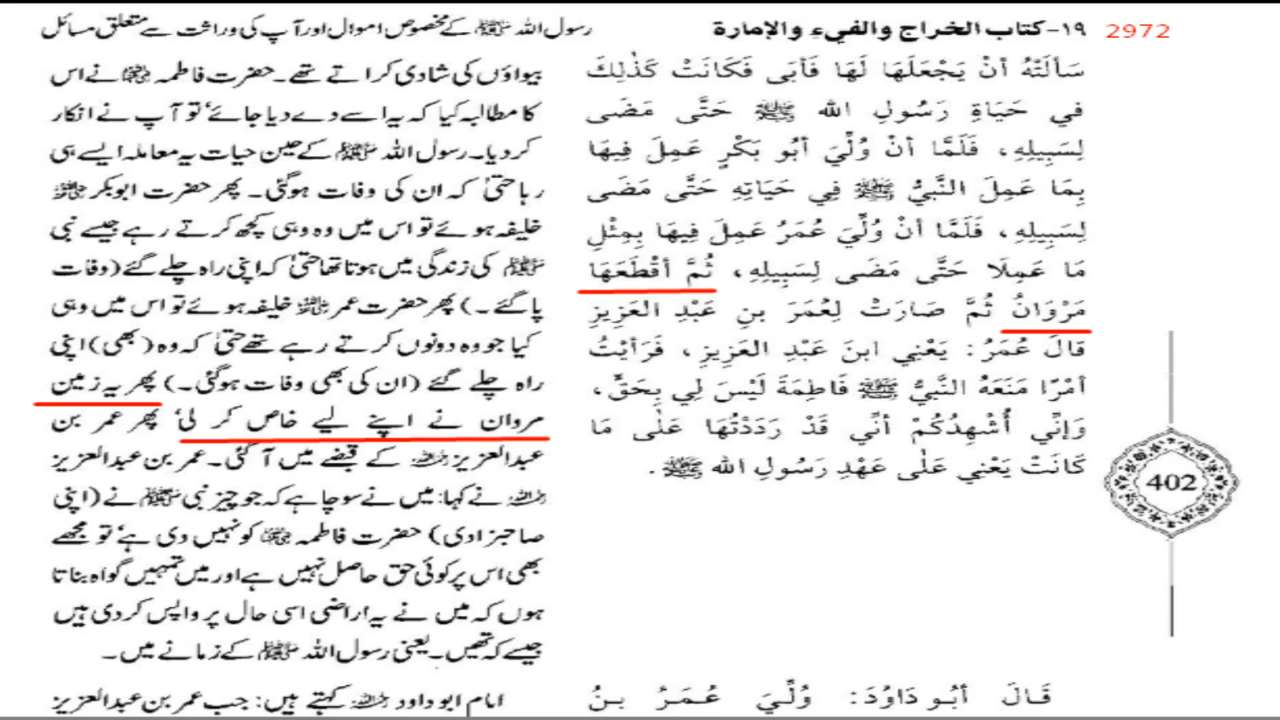 2972 ١٩- كتاب الخراج والفيء والإمارة
رسول اللہ ﷺ کے مخصوص اموال اور آپ کی وراثت سے متعلق مسائل
سَأَلَتْهُ أَنْ يَجْعَلَهَا لَهَا فَأَبَى فَكَانَتْ كَذٰلِكَ
في حَيَاةِ رَسُولِ الله ﷺ حَتَّى مَضَى
لِسَبِيلِهِ، فَلَمَّا أَنْ وُلِّيَ أَبُو بَكْرٍ عَمِلَ فِيهَا
بِمَا عَمِلَ النَّبيُّ ﷺ فِي حَيَاتِهِ حَتَّى مَضَى
لِسَبِيلِهِ، فَلَمَّا أَنْ وُلِّيَ عُمَرُ عَمِلَ فِيهَا بِمِثْلِ
مَا عَمِلَا حَتَّى مَضَى لِسَبِيلِهِ، ثُمَّ أَقْطَعَهَا
مَرْوَانُ ثُمَّ صَارَتْ لِعُمَرَ بنِ عَبْدِ الْعَزِيزِ
قالَ عُمَرُ: يَعْنِي ابنَ عَبْدِ الْعَزِيزِ، فَرَأَيْتُ
أَمْرًا مَنَعَهُ النَّبيُّ ﷺ فَاطِمَةَ لَيْسَ لِي بِحَقٍّ،
وَإِنِّي أُشْهِدُكُمْ أَنِّي قَدْ رَدَدْتُهَا عَلٰى مَا
كَانَتْ يَعْنِي عَلٰى عَهْدِ رَسُولِ الله ﷺ.
قَالَ أَبُو دَاوُدَ: وُلِّيَ عُمَرُ بنُ
بیواؤں کی شادی کراتے تھے۔ حضرت فاطمہ ؓ نے اس
کا مطالبہ کیا کہ یہ اسے دے دیا جائے‘ تو آپ نے انکار
کر دیا۔ رسول اللہ ﷺ کے حین حیات یہ معاملہ ایسے ہی
رہا حتیٰ کہ ان کی وفات ہو گئی۔ پھر حضرت ابوبکر ؓ
خلیفہ ہوئے تو اس میں وہ وہی کچھ کرتے رہے جیسے نبی
ﷺ کی زندگی میں ہوتا تھا حتیٰ کہ اپنی راہ چلے گئے (وفات
پا گئے۔) پھر حضرت عمر ؓ خلیفہ ہوئے تو اس میں وہی
کیا جو وہ دونوں کرتے رہے تھے حتیٰ کہ وہ (بھی) اپنی
راہ چلے گئے (ان کی بھی وفات ہو گئی۔) پھر یہ زمین
مروان نے اپنے لیے خاص کر لی‘ پھر عمر بن
عبدالعزیز ؒ کے قبضے میں آ گئی۔ عمر بن عبدالعزیز
ؒ نے کہا: میں نے سوچا ہے کہ جو چیز نبی ﷺ نے (اپنی
صاحبزادی) حضرت فاطمہ ؓ کو نہیں دی ہے‘ تو مجھے
بھی اس پر کوئی حق حاصل نہیں ہے اور میں تمہیں گواہ بناتا
ہوں کہ میں نے یہ اراضی اسی حال پر واپس کر دی ہیں
جیسے کہ تھیں۔ یعنی رسول اللہ ﷺ کے زمانے میں۔
امام ابو داود ؒ کہتے ہیں: جب عمر بن عبدالعزیز
402